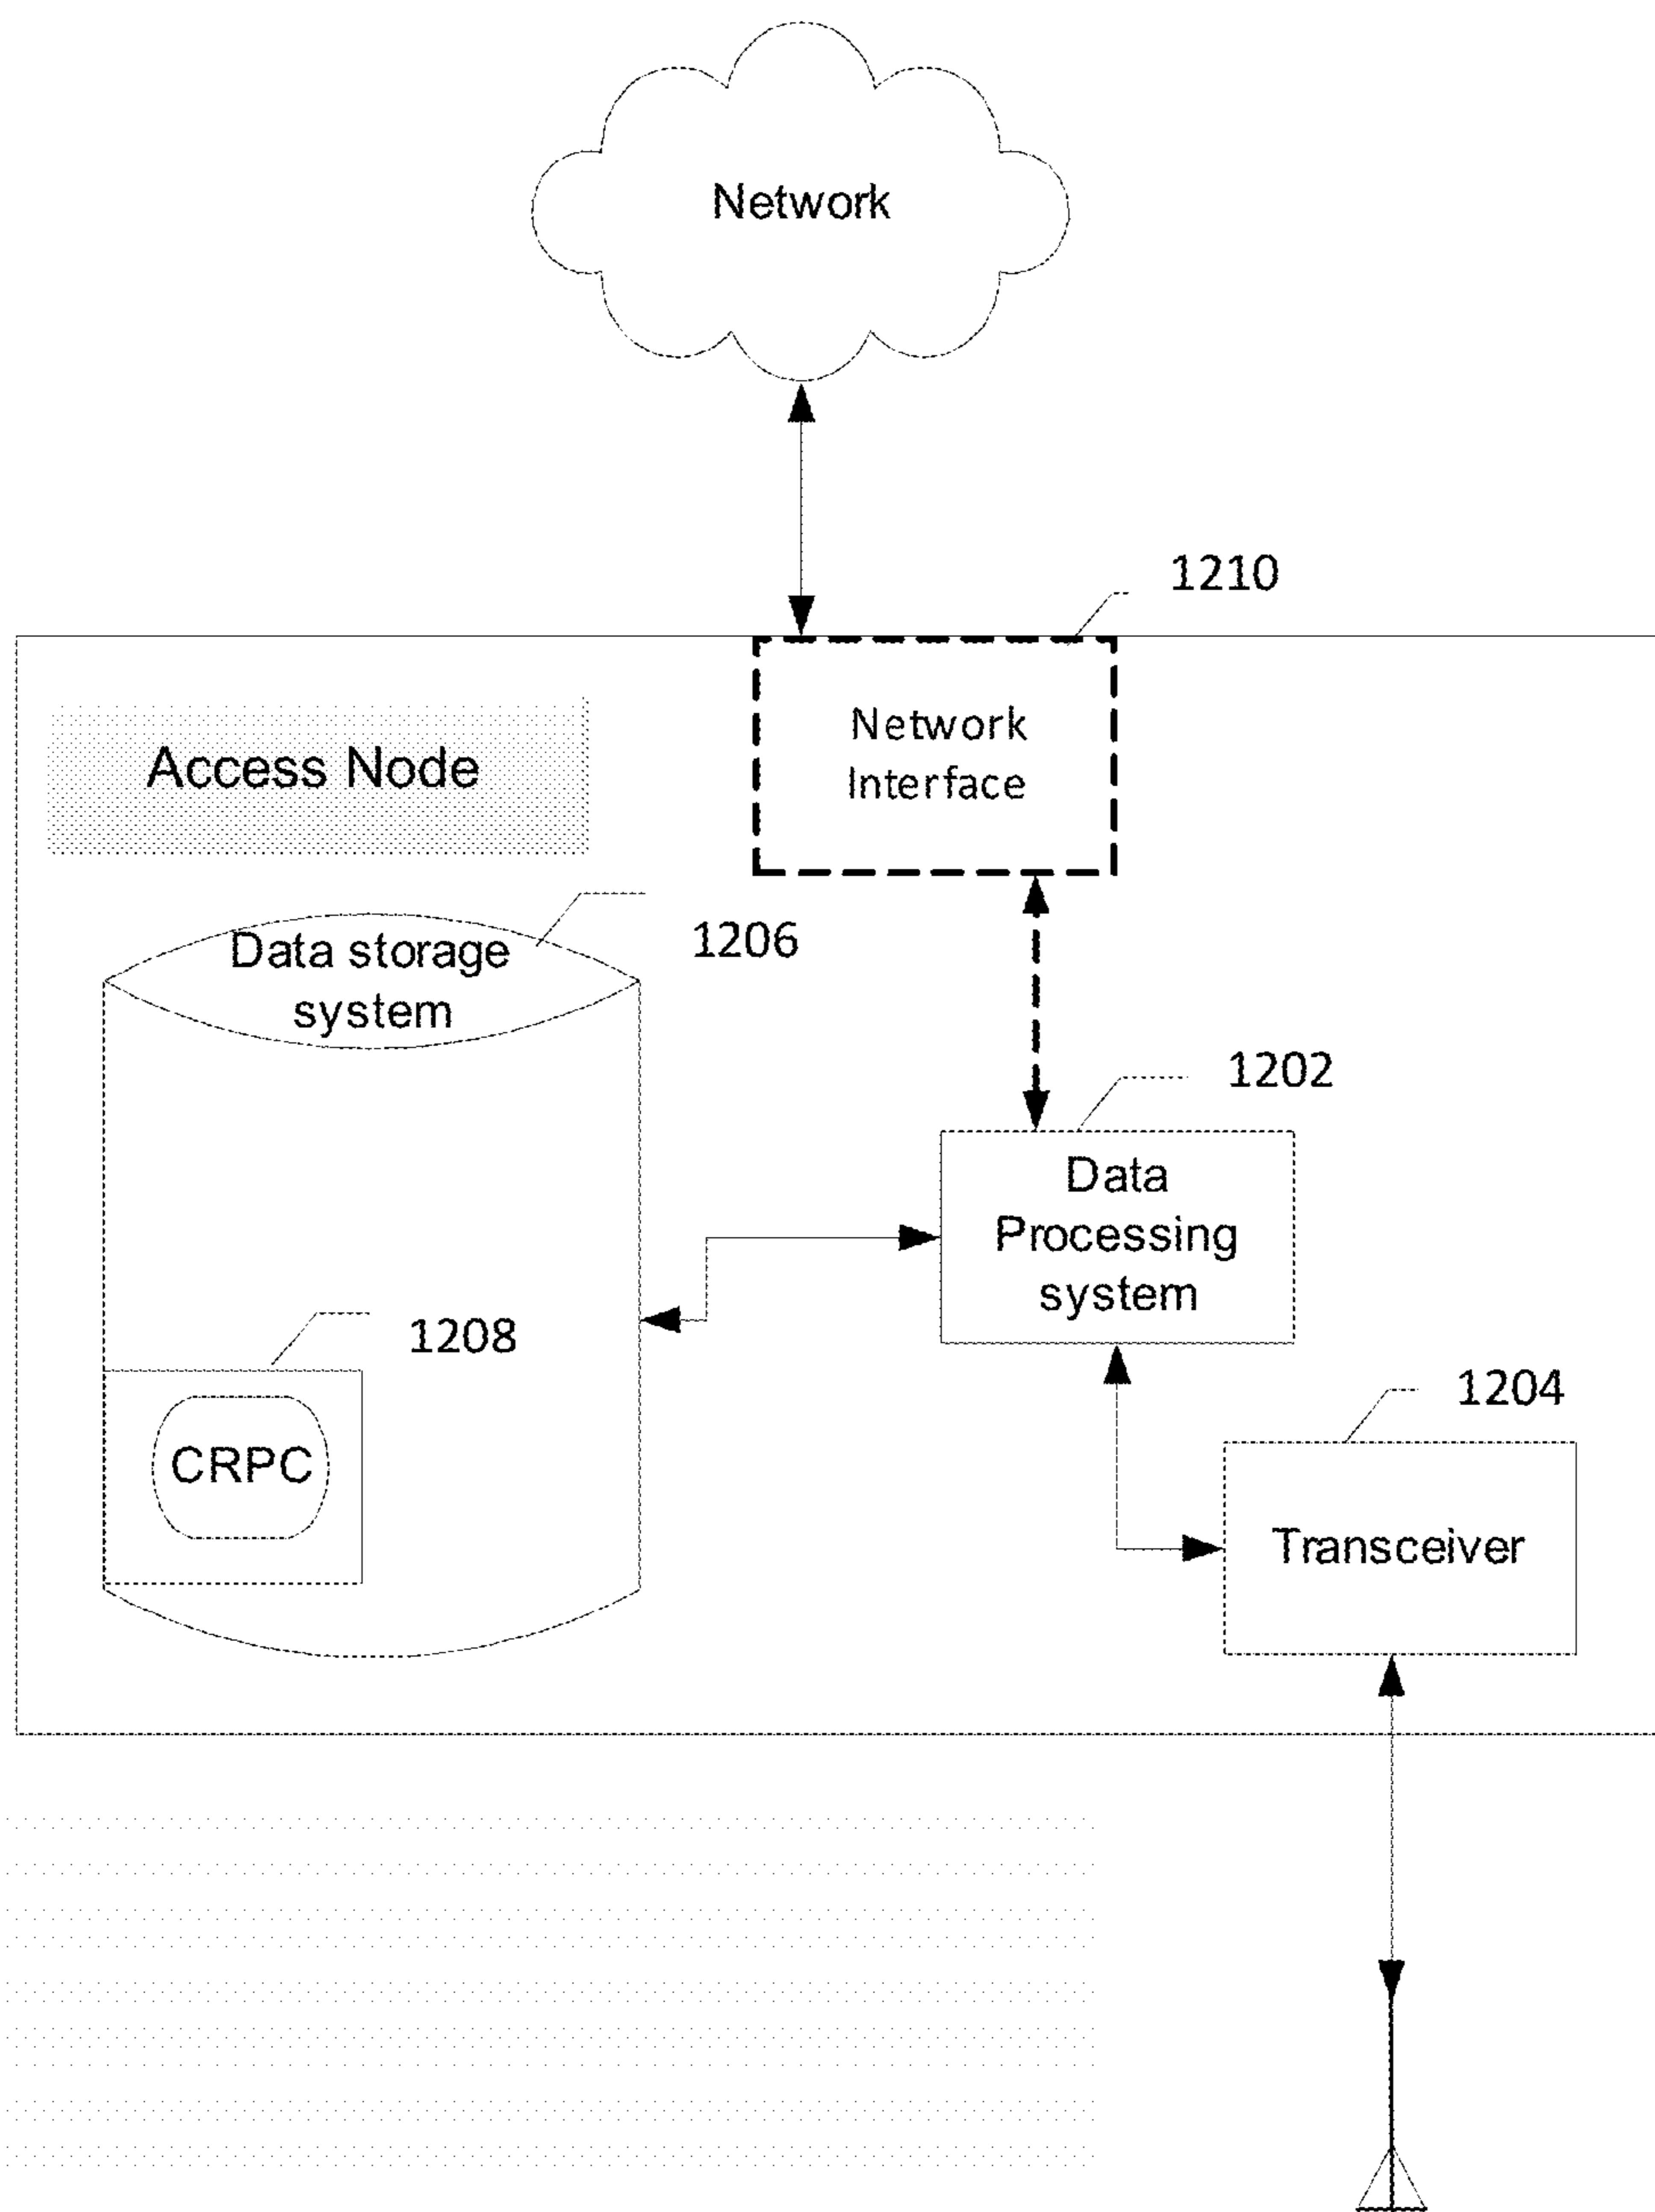 Network
1210
Network
Interface
Access Node
1206
Data storage
system
1202
Data
Processing
system
1208
CRPC
1204
Transceiver